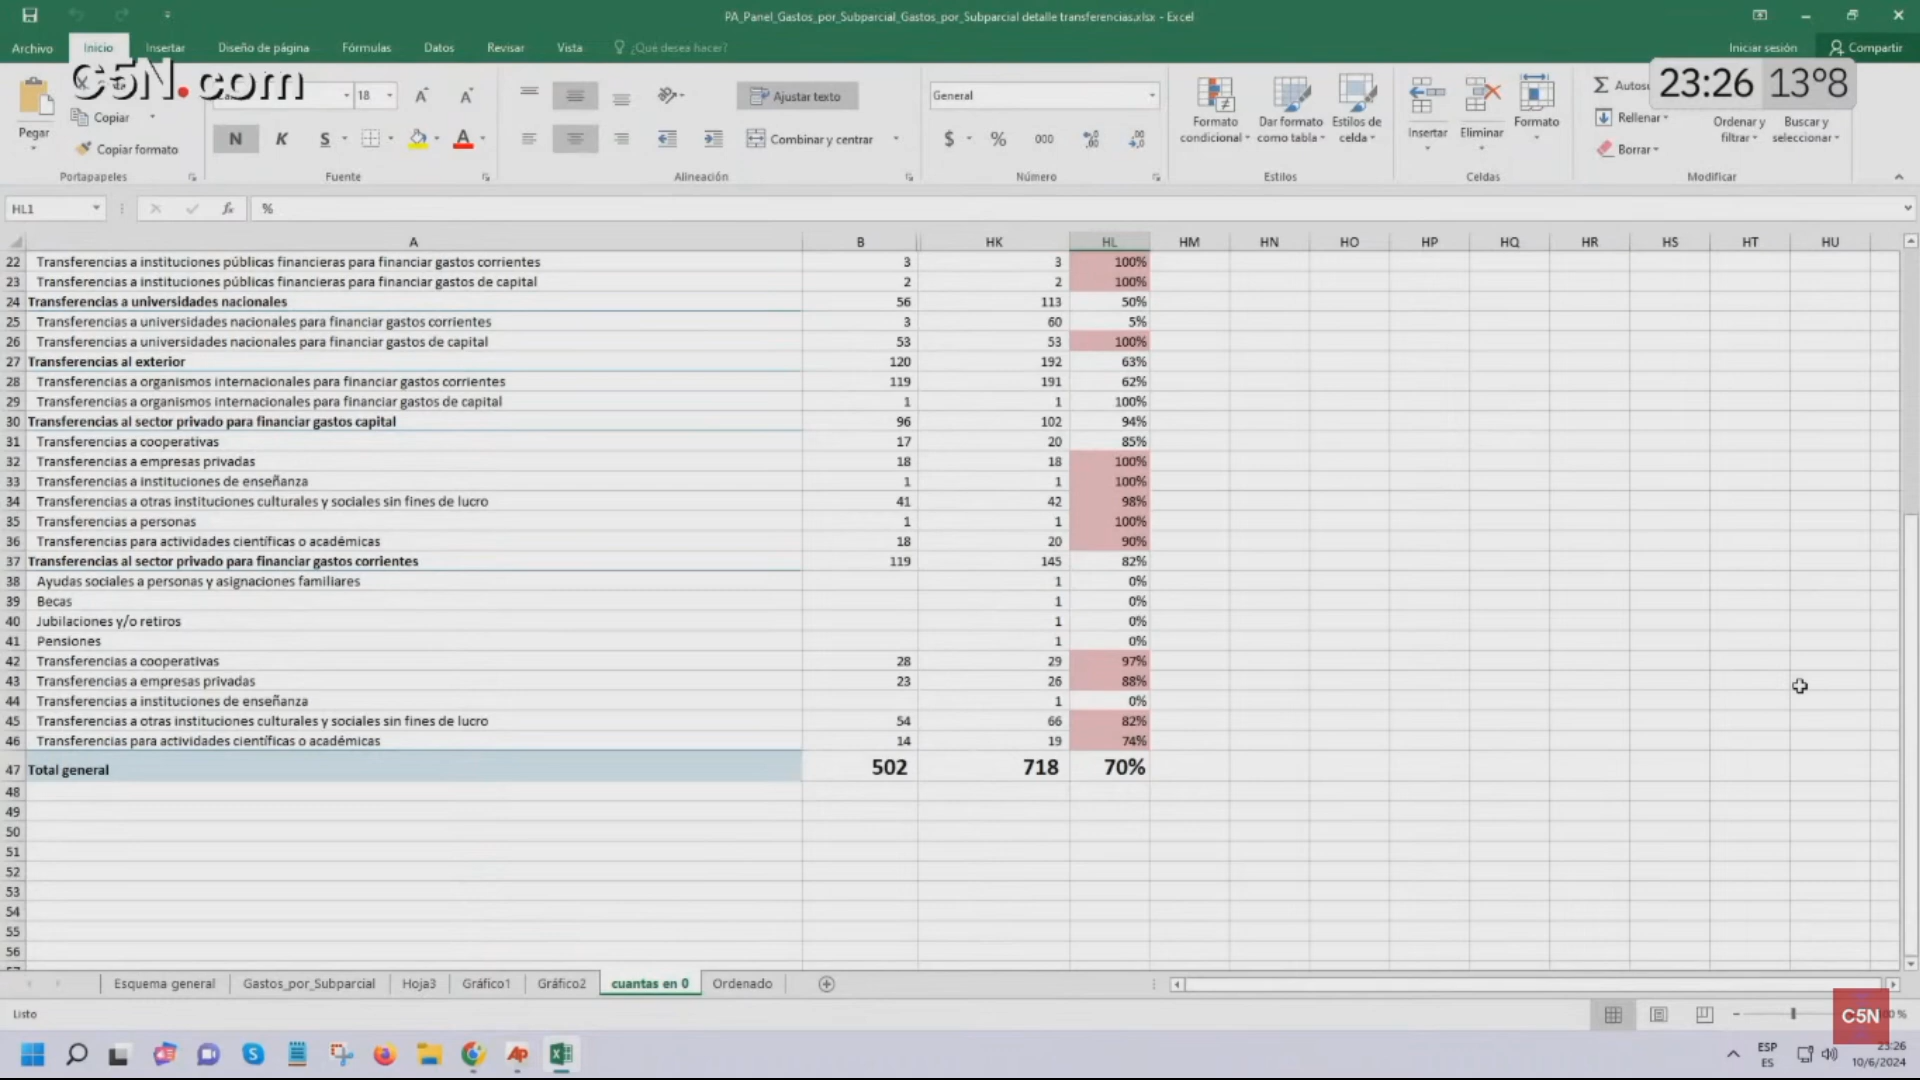 PA_Panel_Gastos_por_Subparcial_Gastos_por_Subparcial detalle transferencias.xlsx - Excel
Archivo Inicio Insertar Diseño de página Fórmulas Datos Revisar Vista ¿Qué desea hacer? Iniciar sesión Compartir
C5N.com
23:26 13°8
18 Ajustar texto General
Pegar Copiar Copiar formato
N K S Combinar y centrar $ % 000
Formato condicional Dar formato como tabla Estilos de celda Insertar Eliminar Formato
Rellenar Borrar Ordenar y filtrar Buscar y seleccionar
Portapapeles Fuente Alineación Número Estilos Celdas Modificar
HL1 fx %
A B HK HL HM HN HO HP HQ HR HS HT HU
22 Transferencias a instituciones públicas financieras para financiar gastos corrientes 3 3 100%
23 Transferencias a instituciones públicas financieras para financiar gastos de capital 2 2 100%
24 Transferencias a universidades nacionales 56 113 50%
25 Transferencias a universidades nacionales para financiar gastos corrientes 3 60 5%
26 Transferencias a universidades nacionales para financiar gastos de capital 53 53 100%
27 Transferencias al exterior 120 192 63%
28 Transferencias a organismos internacionales para financiar gastos corrientes 119 191 62%
29 Transferencias a organismos internacionales para financiar gastos de capital 1 1 100%
30 Transferencias al sector privado para financiar gastos capital 96 102 94%
31 Transferencias a cooperativas 17 20 85%
32 Transferencias a empresas privadas 18 18 100%
33 Transferencias a instituciones de enseñanza 1 1 100%
34 Transferencias a otras instituciones culturales y sociales sin fines de lucro 41 42 98%
35 Transferencias a personas 1 1 100%
36 Transferencias para actividades científicas o académicas 18 20 90%
37 Transferencias al sector privado para financiar gastos corrientes 119 145 82%
38 Ayudas sociales a personas y asignaciones familiares 1 0%
39 Becas 1 0%
40 Jubilaciones y/o retiros 1 0%
41 Pensiones 1 0%
42 Transferencias a cooperativas 28 29 97%
43 Transferencias a empresas privadas 23 26 88%
44 Transferencias a instituciones de enseñanza 1 0%
45 Transferencias a otras instituciones culturales y sociales sin fines de lucro 54 66 82%
46 Transferencias para actividades científicas o académicas 14 19 74%
47 Total general 502 718 70%
48
49
50
51
52
53
54
55
56
Esquema general Gastos_por_Subparcial Hoja3 Gráfico1 Gráfico2 cuantas en 0 Ordenado
Listo
C5N
ESP
ES
23:26
10/6/2024